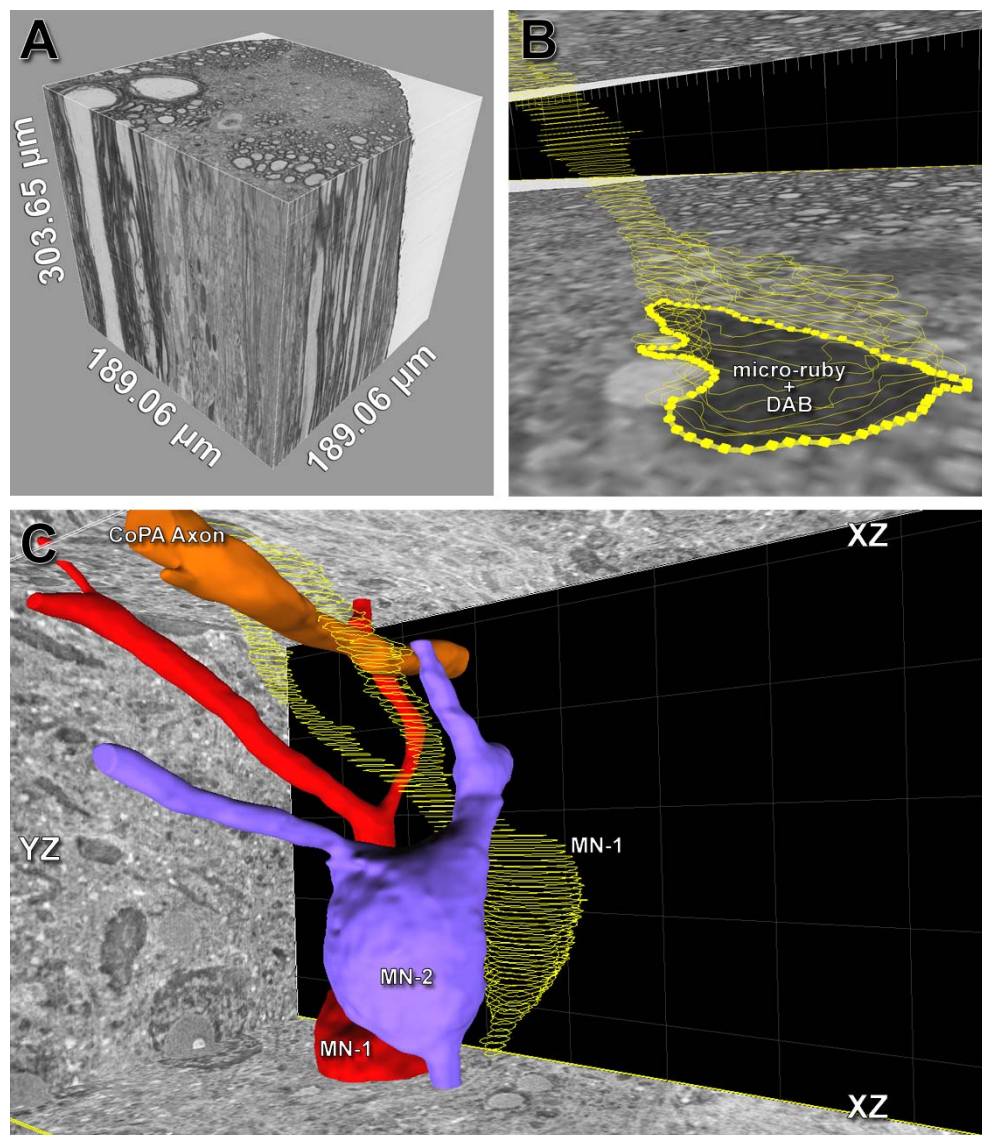 A
303.65 µm
189.06 µm
189.06 µm
B
micro-ruby
+
DAB
C
CoPA Axon
XZ
YZ
MN-1
MN-2
MN-1
XZ